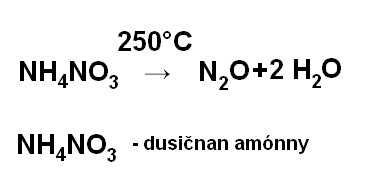 250°C
NH₄NO₃ → N₂O+2 H₂O
NH₄NO₃ - dusičnan amónny